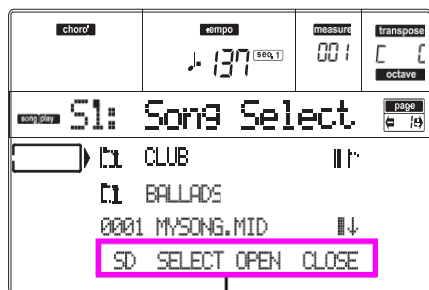 chord tempo measure transpose
♩- 137 seq.1 001 C
octave
song play S1: Song Select page
CLUB
BALLADS
0001 MYSONG.MID
SD SELECT OPEN CLOSE